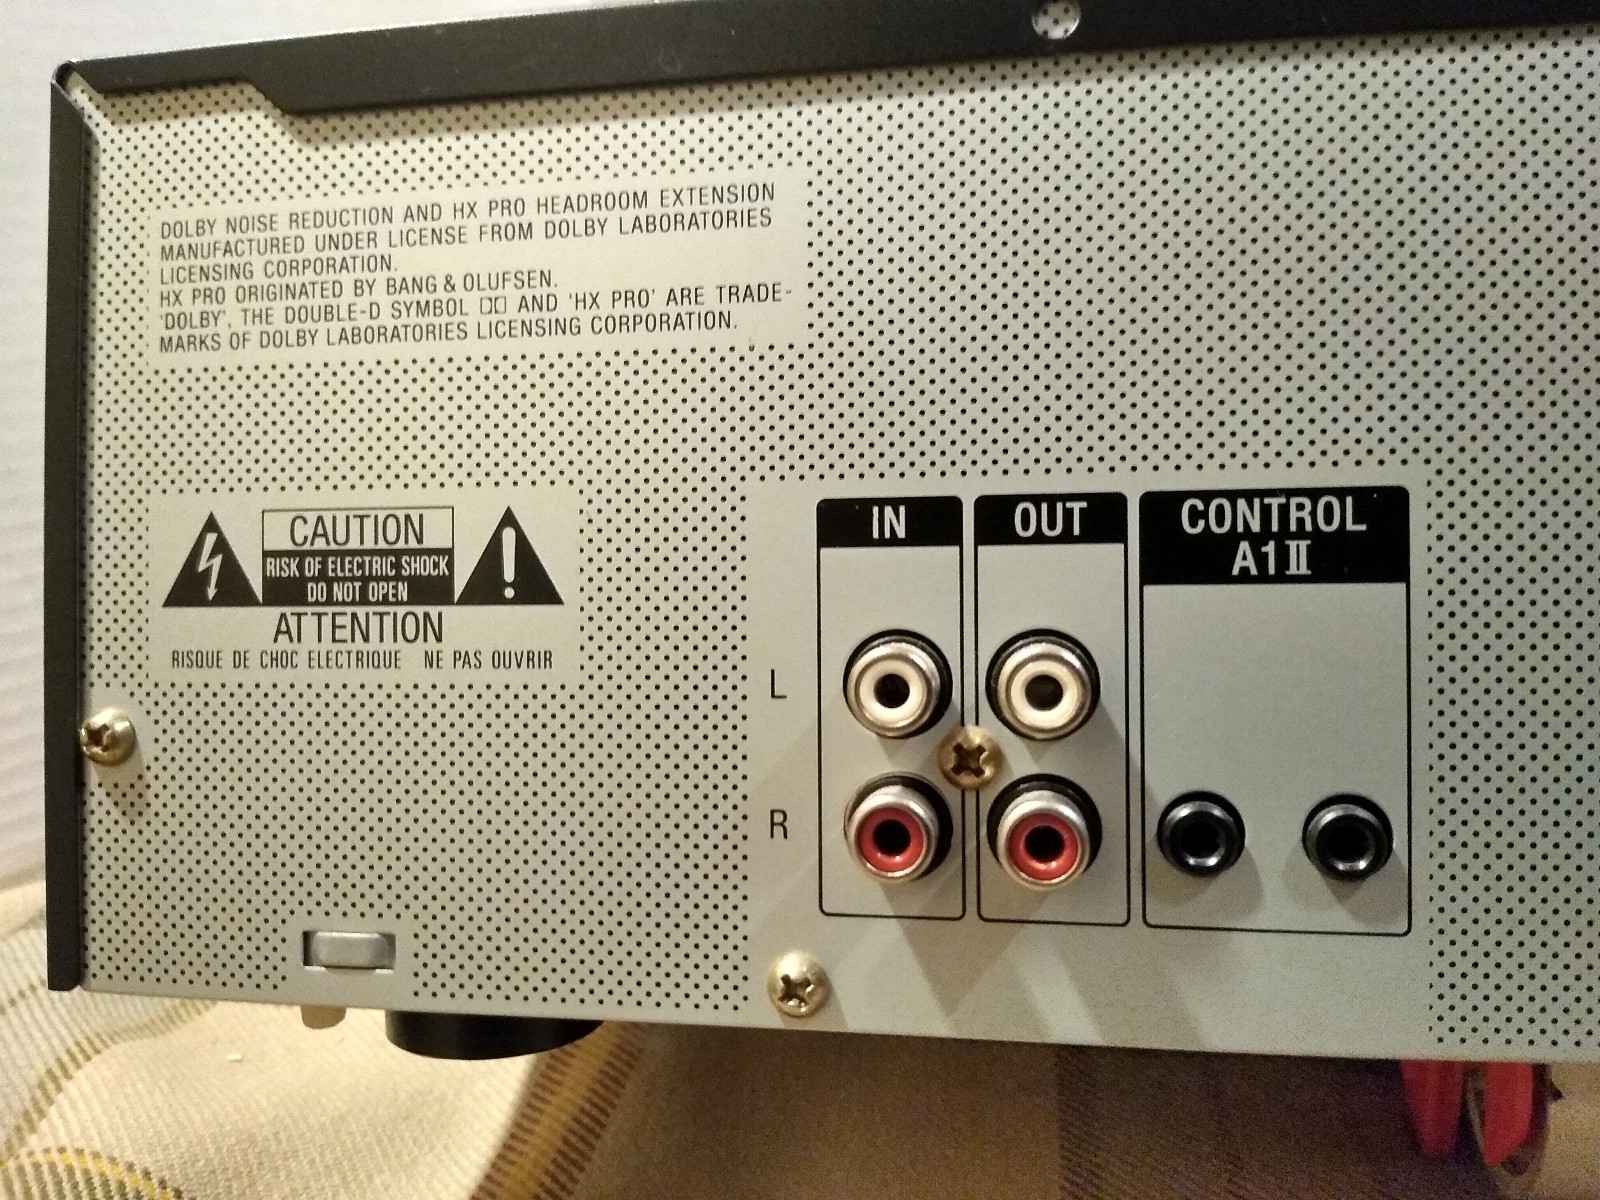 DOLBY NOISE REDUCTION AND HX PRO HEADROOM EXTENSION
MANUFACTURED UNDER LICENSE FROM DOLBY LABORATORIES
LICENSING CORPORATION.
HX PRO ORIGINATED BY BANG & OLUFSEN.
'DOLBY', THE DOUBLE-D SYMBOL AND 'HX PRO' ARE TRADE-
MARKS OF DOLBY LABORATORIES LICENSING CORPORATION.
CAUTION
RISK OF ELECTRIC SHOCK
DO NOT OPEN
ATTENTION
RISQUE DE CHOC ELECTRIQUE NE PAS OUVRIR
IN
OUT
CONTROL
A1II
L
R